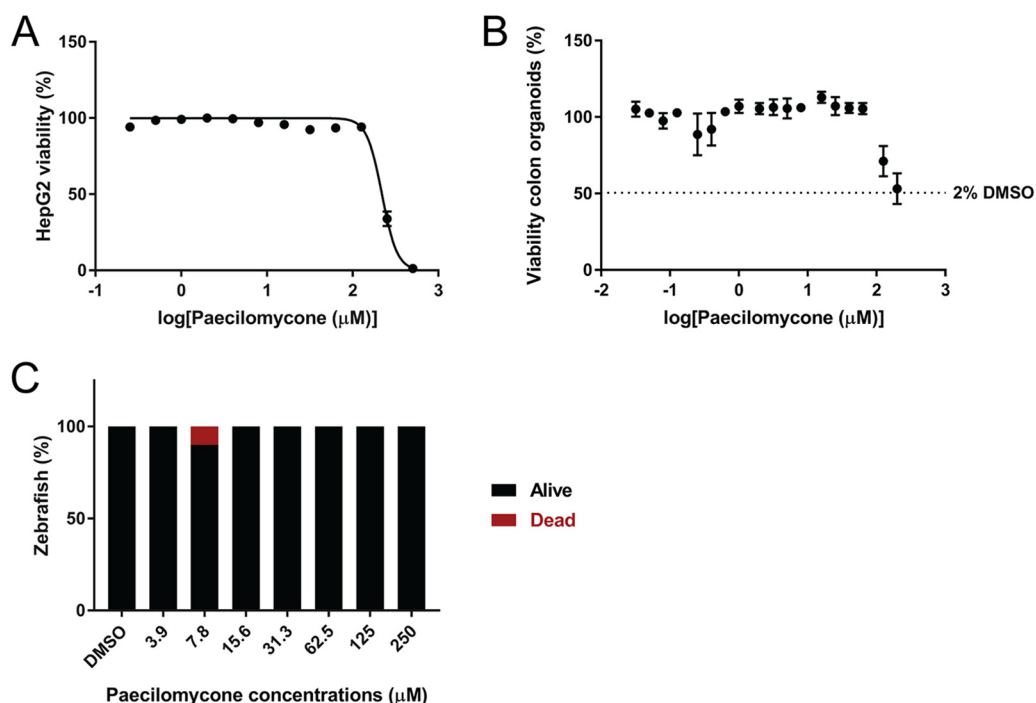 A
150
100
50
0
HepG2 viability (%)
-1
0
1
2
3
log[Paecilomycone (μM)]
B
150
100
50
0
Viability colon organoids (%)
2% DMSO
-2
-1
0
1
2
3
log[Paecilomycone (μM)]
C
100
50
0
Zebrafish (%)
DMSO
3.9
7.8
15.6
31.3
62.5
125
250
Paecilomycone concentrations (μM)
Alive
Dead